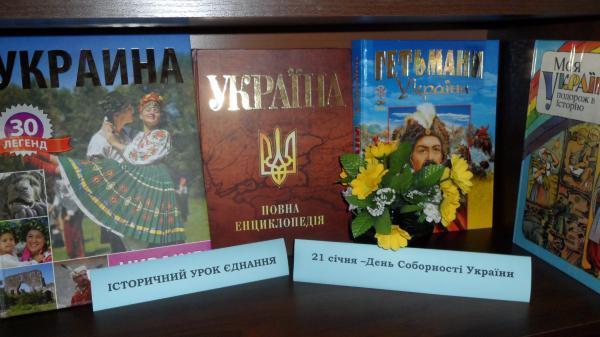 УКРАИНА
30
ЛЕГЕНД
УКРАЇНА
ПОВНА
ЕНЦИКЛОПЕДІЯ
ГЕТЬМАНИ
України
Моя
УКРАЇНА
подорож в
історію
ІСТОРИЧНИЙ УРОК ЄДНАННЯ
21 січня –День Соборності України